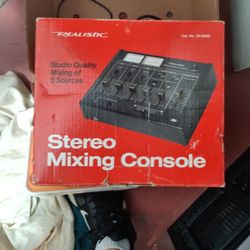 REALISTIC
Studio Quality
Mixing of
5 Sources
Stereo
Mixing Console